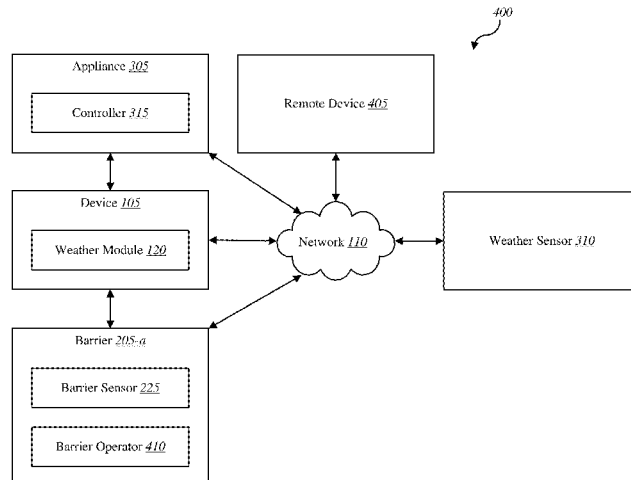 400
Appliance 305
Controller 315
Remote Device 405
Device 105
Weather Module 120
Network 110
Weather Sensor 310
Barrier 205-a
Barrier Sensor 225
Barrier Operator 410